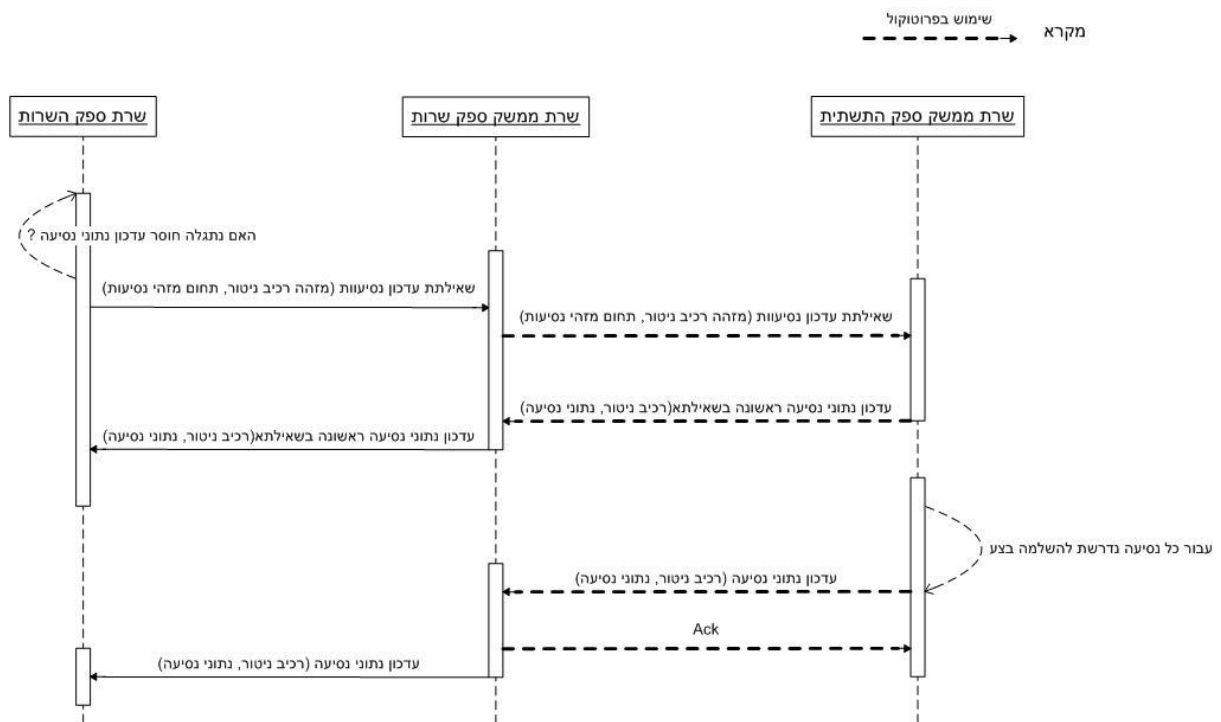 שימוש בפרוטוקול
מקרא
שרת ממשק ספק התשתית
שרת ממשק ספק שרות
שרת ספק השרות
האם נתגלה חוסר עדכון נתוני נסיעה ?
שאילתת עדכון נסיעוות (מזהה רכיב ניטור, תחום מזהי נסיעות)
שאילתת עדכון נסיעוות (מזהה רכיב ניטור, תחום מזהי נסיעות)
עדכון נתוני נסיעה ראשונה בשאילתא(רכיב ניטור, נתוני נסיעה)
עדכון נתוני נסיעה ראשונה בשאילתא(רכיב ניטור, נתוני נסיעה)
עבור כל נסיעה נדרשת להשלמה בצע
עדכון נתוני נסיעה (רכיב ניטור, נתוני נסיעה)
Ack
עדכון נתוני נסיעה (רכיב ניטור, נתוני נסיעה)